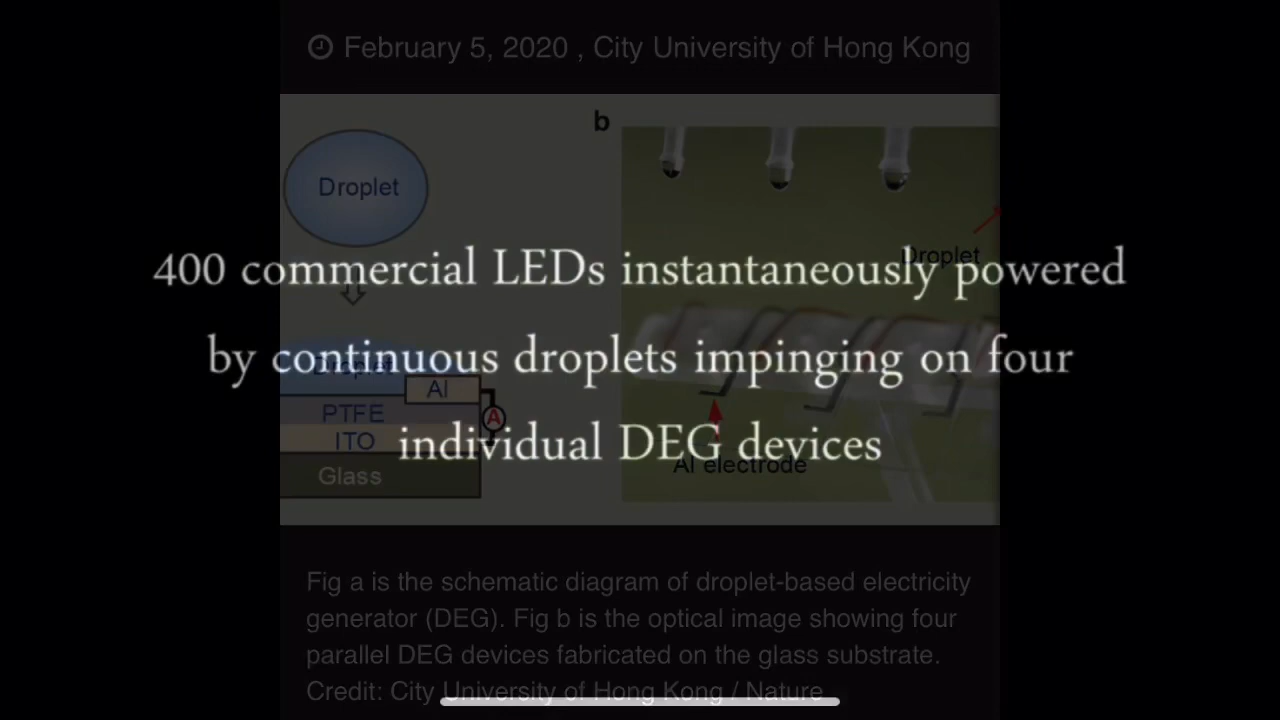 February 5, 2020 , City University of Hong Kong
b
Droplet
Droplet
400 commercial LEDs instantaneously powered
by continuous droplets impinging on four
individual DEG devices
Droplet
Al
A
PTFE
ITO
Glass
Al electrode
Fig a is the schematic diagram of droplet-based electricity
generator (DEG). Fig b is the optical image showing four
parallel DEG devices fabricated on the glass substrate.
Credit: City University of Hong Kong / Nature